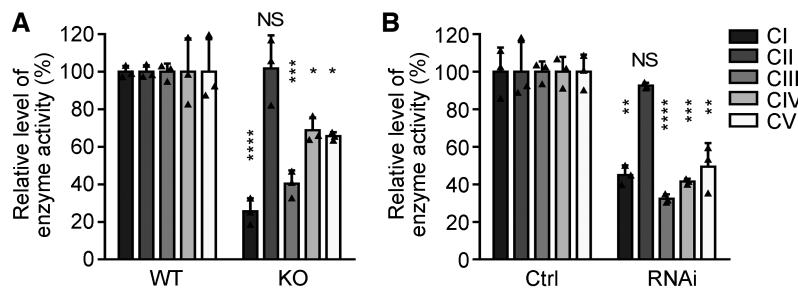 A
Relative level of
enzyme activity (%)
120
100
80
60
40
20
0
****
NS
***
*
*
WT
KO
B
Relative level of
enzyme activity (%)
120
100
80
60
40
20
0
**
NS
****
***
**
Ctrl
RNAi
CI
CII
CIII
CIV
CV